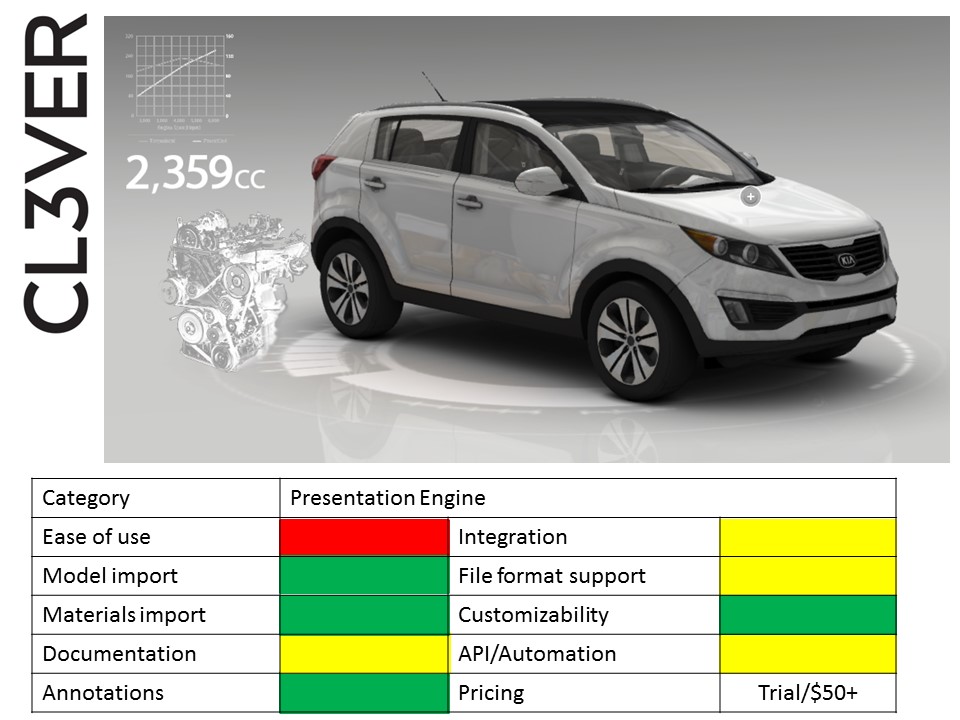 CL3VER
2,359CC
KIA
Category Presentation Engine
Ease of use Integration
Model import File format support
Materials import Customizability
Documentation API/Automation
Annotations Pricing Trial/$50+